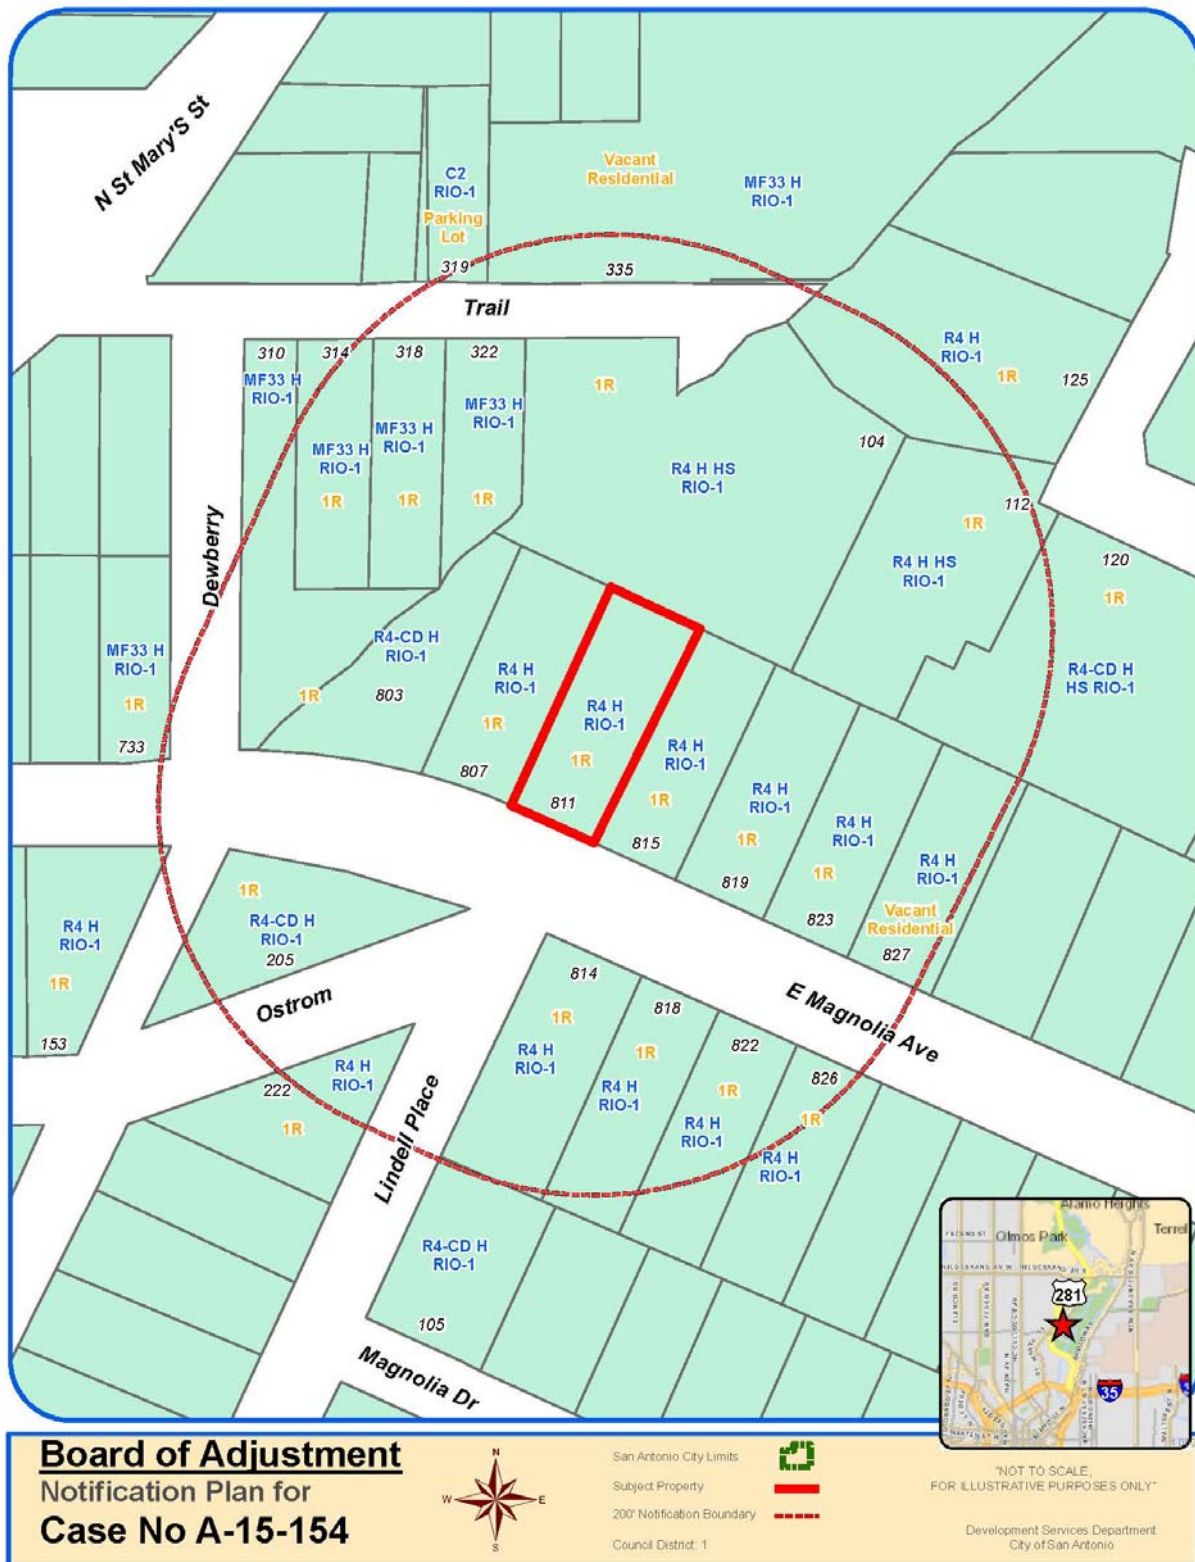 N St Mary'S St
C2
RIO-1
Parking
Lot
319
Vacant
Residential
MF33 H
RIO-1
335
Trail
310
MF33 H
RIO-1
314
MF33 H
RIO-1
1R
318
MF33 H
RIO-1
1R
322
MF33 H
RIO-1
1R
1R
R4 H HS
RIO-1
104
R4 H
RIO-1
1R
125
112
1R
R4 H HS
RIO-1
120
1R
R4-CD H
HS RIO-1
Dewberry
MF33 H
RIO-1
1R
733
R4-CD H
RIO-1
1R
803
R4 H
RIO-1
1R
807
R4 H
RIO-1
1R
811
R4 H
RIO-1
1R
815
R4 H
RIO-1
1R
819
R4 H
RIO-1
1R
823
R4 H
RIO-1
Vacant
Residential
827
R4 H
RIO-1
1R
153
1R
R4-CD H
RIO-1
205
Ostrom
E Magnolia Ave
814
1R
R4 H
RIO-1
818
1R
R4 H
RIO-1
822
1R
R4 H
RIO-1
826
1R
R4 H
RIO-1
R4 H
RIO-1
222
1R
Lindell Place
R4-CD H
RIO-1
105
Magnolia Dr
Alamo Heights
Olmos Park
Terrel
281
35
Board of Adjustment
Notification Plan for
Case No A-15-154
N
W E
S
San Antonio City Limits
Subject Property
200' Notification Boundary
Council District: 1
"NOT TO SCALE,
FOR ILLUSTRATIVE PURPOSES ONLY"
Development Services Department
City of San Antonio